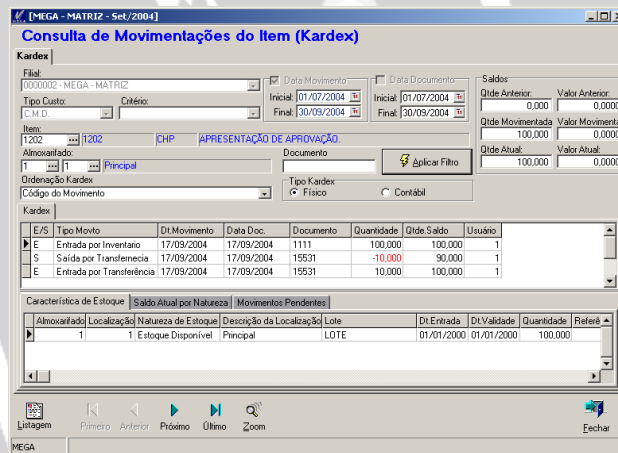 [MEGA - MATRIZ - Set/2004]
Consulta de Movimentações do Item (Kardex)
Kardex
Filial:
0000002 - MEGA - MATRIZ
Tipo Custo: Critério:
C.M.D.
Data Movimento
Inicial: 01/07/2004
Final: 30/09/2004
Data Documento
Inicial: 01/07/2004
Final: 30/09/2004
Saldos
Qtde Anterior: Valor Anterior:
0,000 0,0000
Qtde Movimentada Valor Movimenta
100,000 0,0000
Qtde Atual: Valor Atual:
100,000 0,0000
Item:
1202 ... 1202 CHP APRESENTAÇÃO DE APROVAÇÃO.
Almoxarifado: Documento
1 ... 1 ... Principal Aplicar Filtro
Ordenação Kardex
Código do Movimento
Tipo Kardex
Físico Contábil
Kardex
E/S Tipo Movto Dt.Movimento Data Doc. Documento Quantidade Qtde.Saldo Usuário
E Entrada por Inventario 17/09/2004 17/09/2004 1111 100,000 100,000 1
S Saída por Transfernecia 17/09/2004 17/09/2004 15531 -10,000 90,000 1
E Entrada por Transferência 17/09/2004 17/09/2004 15531 10,000 100,000 1
Característica de Estoque Saldo Atual por Natureza Movimentos Pendentes
Almoxarifado Localização Natureza de Estoque Descrição da Localização Lote Dt.Entrada Dt.Validade Quantidade Referê
1 1 Estoque Disponível Principal LOTE 01/01/2000 01/01/2000 100,000
Listagem Primeiro Anterior Próximo Último Zoom Fechar
MEGA